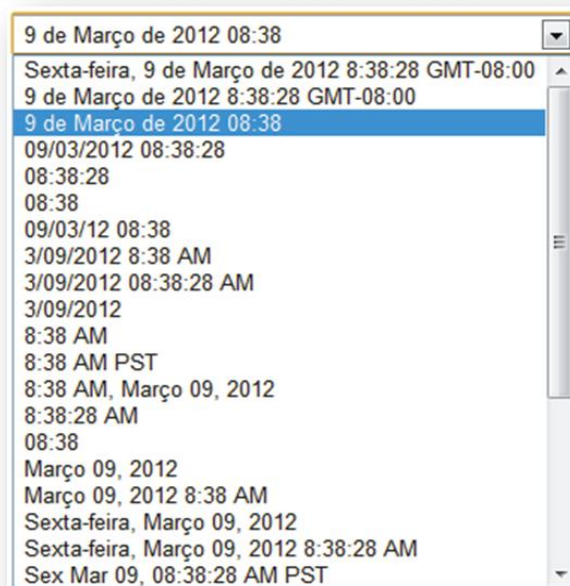 9 de Março de 2012 08:38
Sexta-feira, 9 de Março de 2012 8:38:28 GMT-08:00
9 de Março de 2012 8:38:28 GMT-08:00
9 de Março de 2012 08:38
09/03/2012 08:38:28
08:38:28
08:38
09/03/12 08:38
3/09/2012 8:38 AM
3/09/2012 08:38:28 AM
3/09/2012
8:38 AM
8:38 AM PST
8:38 AM, Março 09, 2012
8:38:28 AM
08:38
Março 09, 2012
Março 09, 2012 8:38 AM
Sexta-feira, Março 09, 2012
Sexta-feira, Março 09, 2012 8:38:28 AM
Sex Mar 09, 08:38:28 AM PST